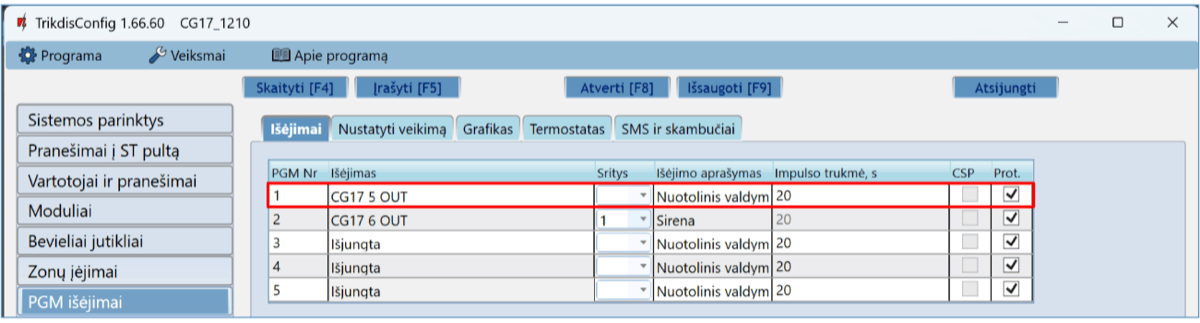 TrikdisConfig 1.66.60 CG17_1210
Programa Veiksmai Apie programą
Skaityti [F4] Įrašyti [F5] Atverti [F8] Išsaugoti [F9] Atsijungti
Sistemos parinktys
Pranešimai į ST pultą
Vartotojai ir pranešimai
Moduliai
Bevieliai jutikliai
Zonų įėjimai
PGM išėjimai
Išėjimai Nustatyti veikimą Grafikas Termostatas SMS ir skambučiai
PGM Nr Išėjimas Sritys Išėjimo aprašymas Impulso trukmė, s CSP Prot.
1 CG17 5 OUT Nuotolinis valdym 20
2 CG17 6 OUT 1 Sirena 20
3 Išjungta Nuotolinis valdym 20
4 Išjungta Nuotolinis valdym 20
5 Išjungta Nuotolinis valdym 20